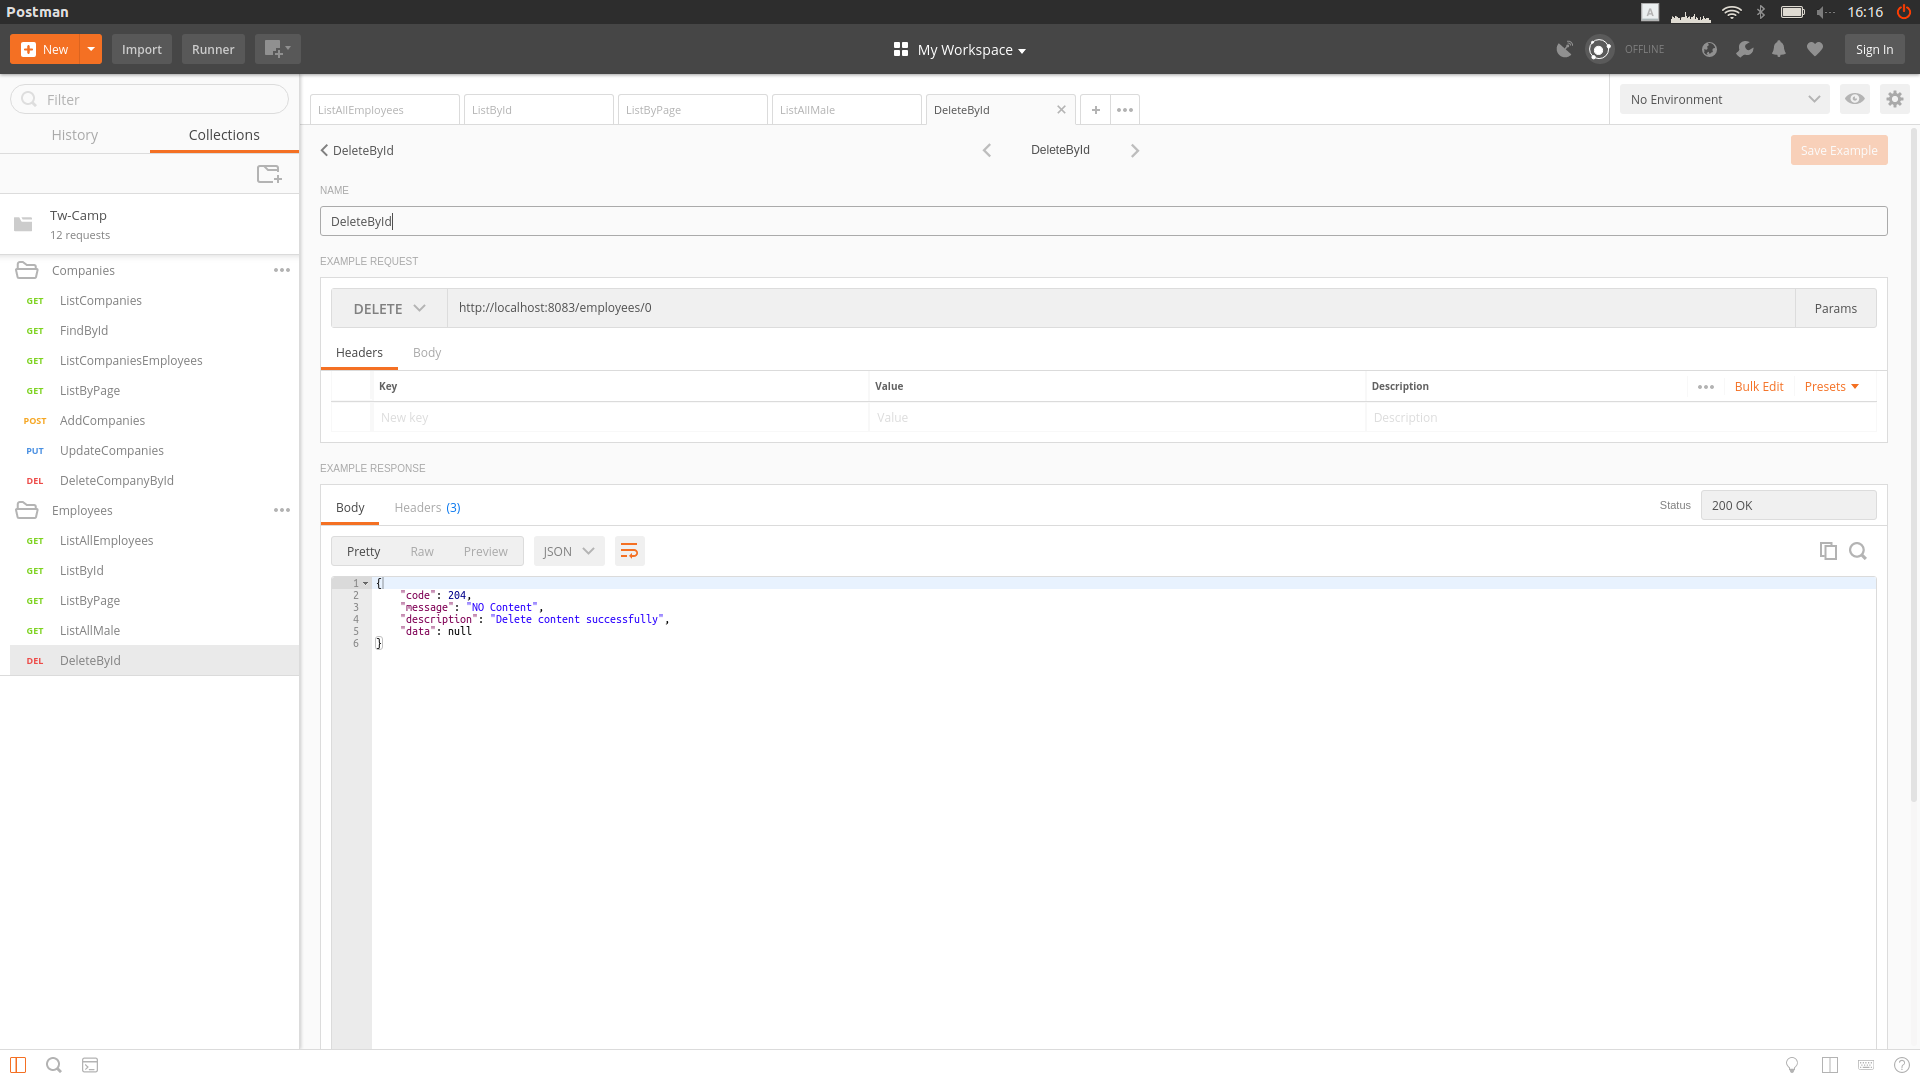 Postman
A
16:16
New
Import
Runner
My Workspace
OFFLINE
Sign In
Filter
History
Collections
Tw-Camp
12 requests
Companies
GET ListCompanies
GET FindById
GET ListCompaniesEmployees
GET ListByPage
POST AddCompanies
PUT UpdateCompanies
DEL DeleteCompanyById
Employees
GET ListAllEmployees
GET ListById
GET ListByPage
GET ListAllMale
DEL DeleteById
ListAllEmployees
ListById
ListByPage
ListAllMale
DeleteById
No Environment
DeleteById
DeleteById
Save Example
NAME
DeleteById
EXAMPLE REQUEST
DELETE
http://localhost:8083/employees/0
Params
Headers
Body
Key
Value
Description
Bulk Edit
Presets
New key
Value
Description
EXAMPLE RESPONSE
Body
Headers (3)
Status
200 OK
Pretty
Raw
Preview
JSON
1 {
2 "code": 204,
3 "message": "NO Content",
4 "description": "Delete content successfully",
5 "data": null
6 }